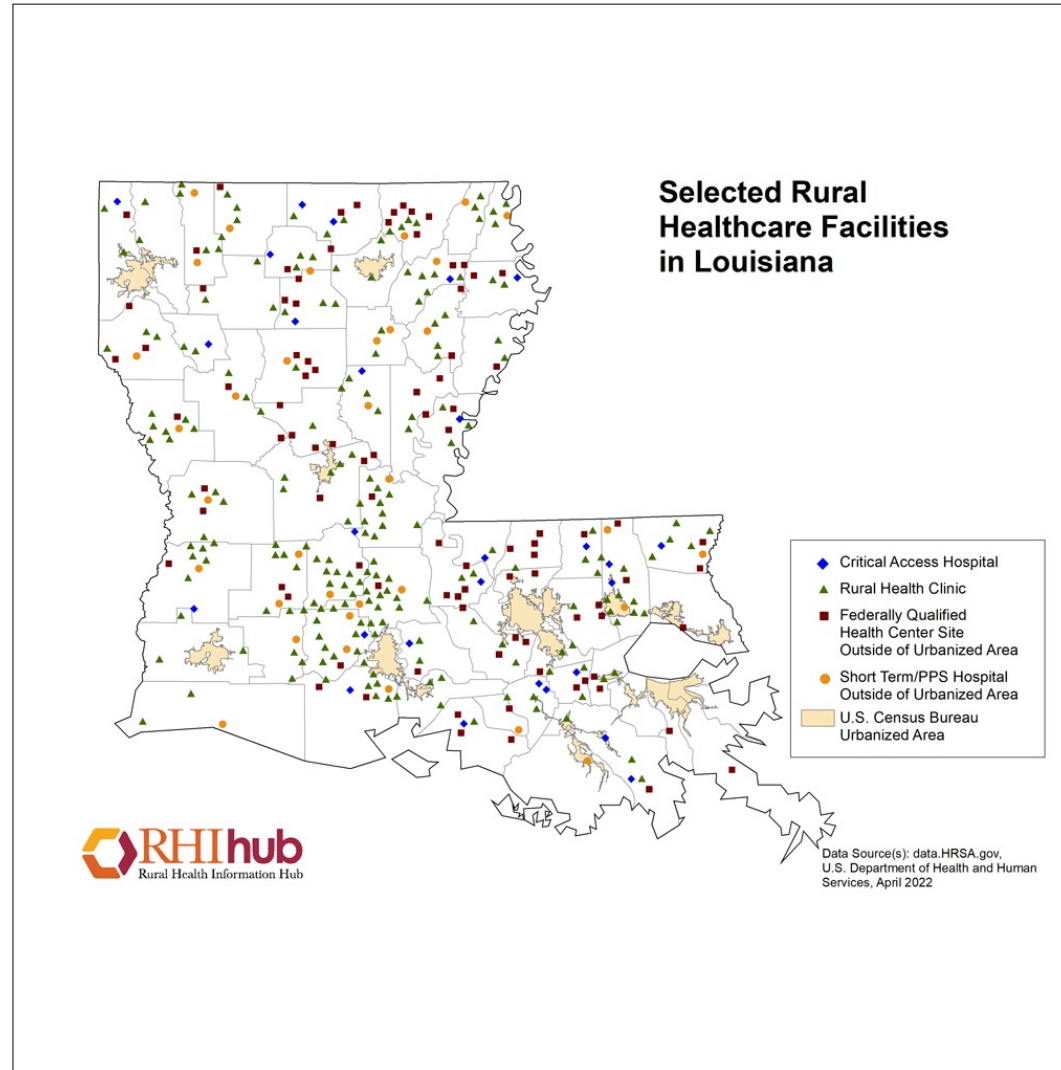 Selected Rural
Healthcare Facilities
in Louisiana
Critical Access Hospital
Rural Health Clinic
Federally Qualified
Health Center Site
Outside of Urbanized Area
Short Term/PPS Hospital
Outside of Urbanized Area
U.S. Census Bureau
Urbanized Area
RHIhub
Rural Health Information Hub
Data Source(s): data.HRSA.gov,
U.S. Department of Health and Human
Services, April 2022